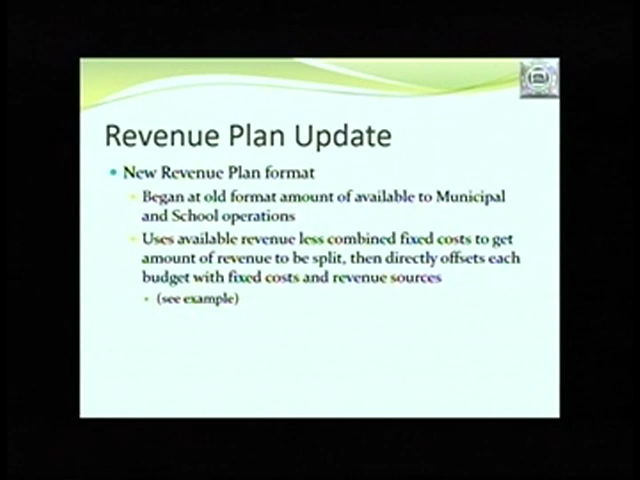 Revenue Plan Update
• New Revenue Plan format
• Began at old format amount of available to Municipal
and School operations
• Uses available revenue less combined fixed costs to get
amount of revenue to be split, then directly offsets each
budget with fixed costs and revenue sources
• (see example)